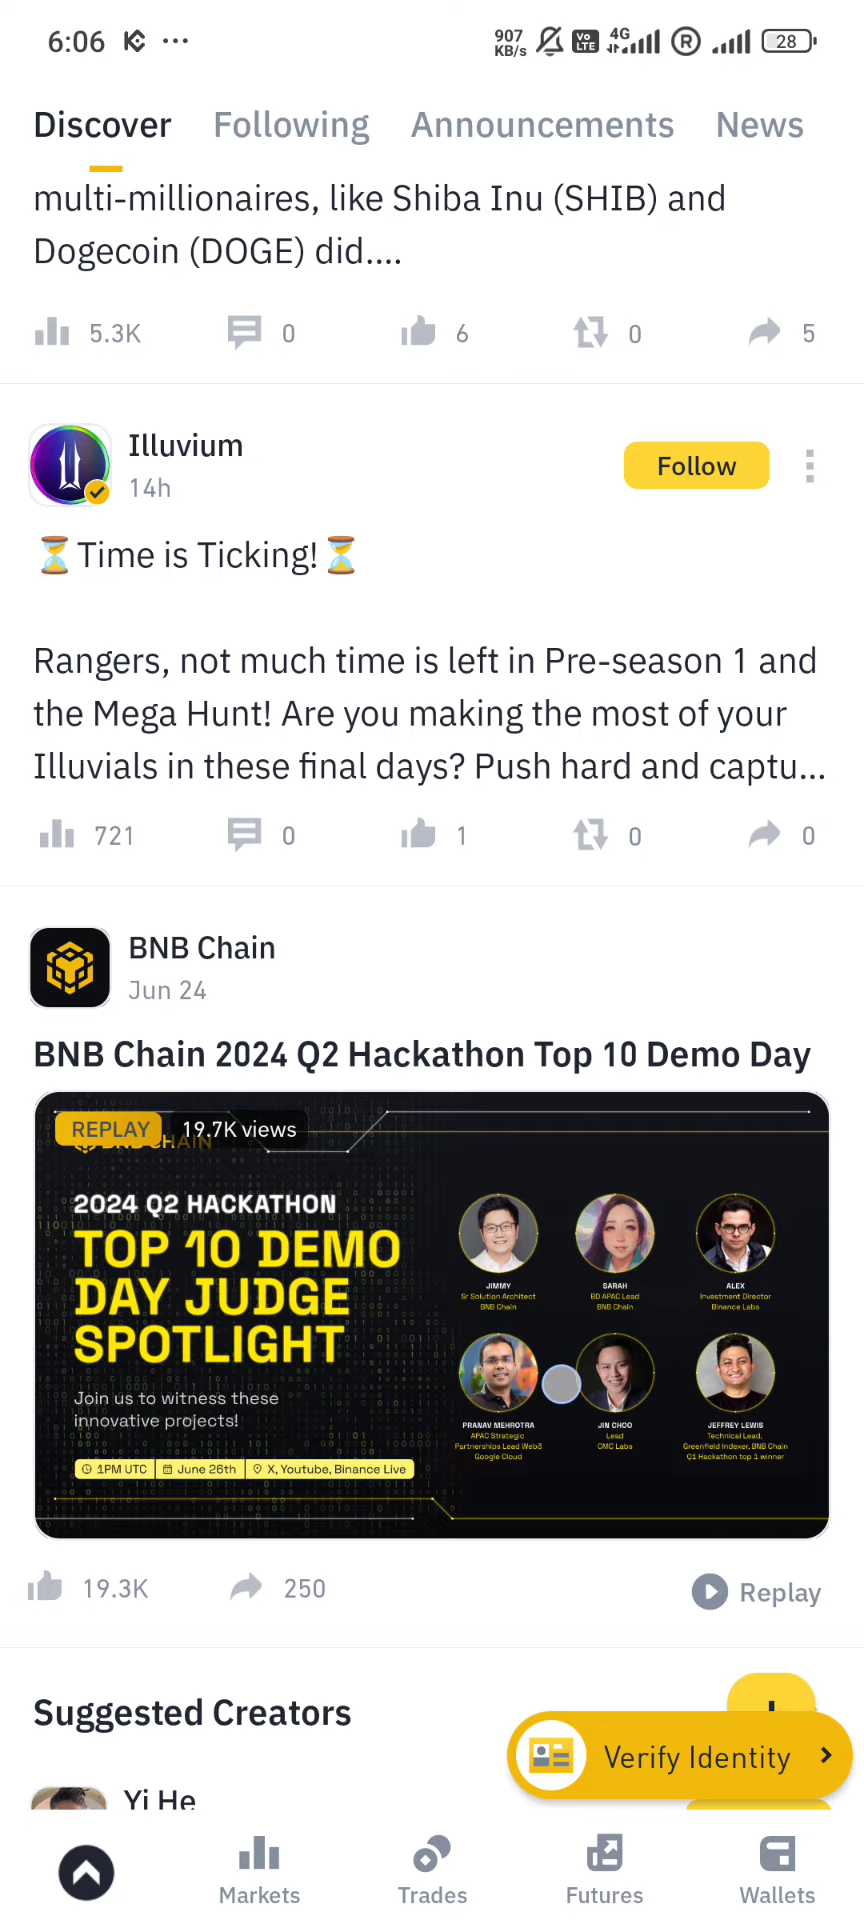 6:06
907
KB/s
Vo
LTE
4G
R
28
Discover Following Announcements News
multi-millionaires, like Shiba Inu (SHIB) and
Dogecoin (DOGE) did....
5.3K 0 6 0 5
Illuvium
14h
Follow
⏳Time is Ticking!⏳
Rangers, not much time is left in Pre-season 1 and
the Mega Hunt! Are you making the most of your
Illuvials in these final days? Push hard and captu...
721 0 1 0 0
BNB Chain
Jun 24
BNB Chain 2024 Q2 Hackathon Top 10 Demo Day
REPLAY 19.7K views
BNB CHAIN
2024 Q2 HACKATHON
TOP 10 DEMO
DAY JUDGE
SPOTLIGHT
Join us to witness these
innovative projects!
1PM UTC June 26th X, Youtube, Binance Live
JIMMY
Sr Solution Architect
BNB Chain
SARAH
BD APAC Lead
BNB Chain
ALEX
Investment Director
Binance Labs
PRANAV MEHROTRA
APAC Strategic
Partnerships Lead Web3
Google Cloud
JIN CHOO
Lead
CMC Labs
JEFFREY LEWIS
Technical Lead,
Greenfield Indexer, BNB Chain
Q1 Hackathon top 1 winner
19.3K 250 Replay
Suggested Creators
Verify Identity
Yi He
Markets Trades Futures Wallets